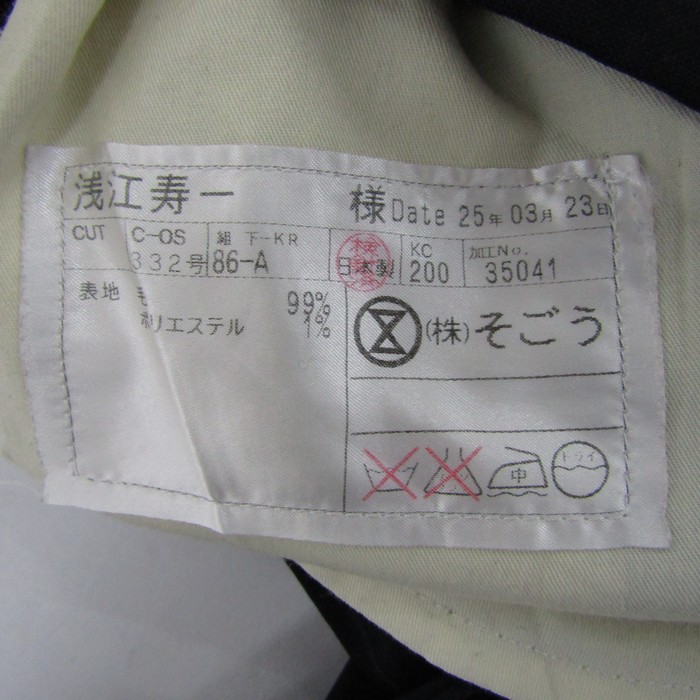 浅江寿一 様 Date 25年 03月 23日
CUT C-OS 332号 組下-KR 86-A 日本製 KC 200 加工No. 35041
表地 毛 99%
ポリエステル 1%
(株)そごう
中 ドライ